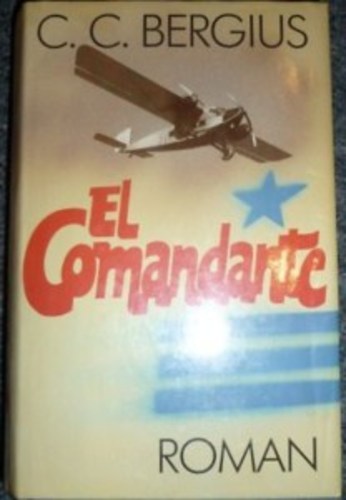 C. C. BERGIUS
EL
Comandante
ROMAN